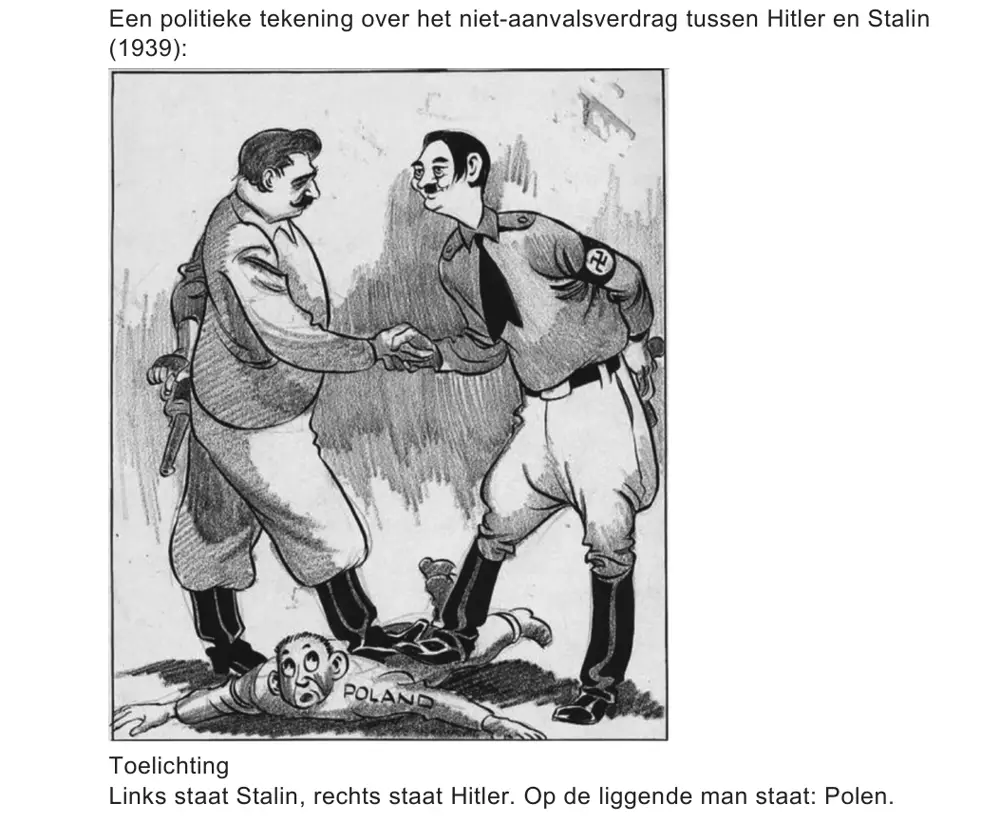 Een politieke tekening over het niet-aanvalsverdrag tussen Hitler en Stalin
(1939):
POLAND
Toelichting
Links staat Stalin, rechts staat Hitler. Op de liggende man staat: Polen.